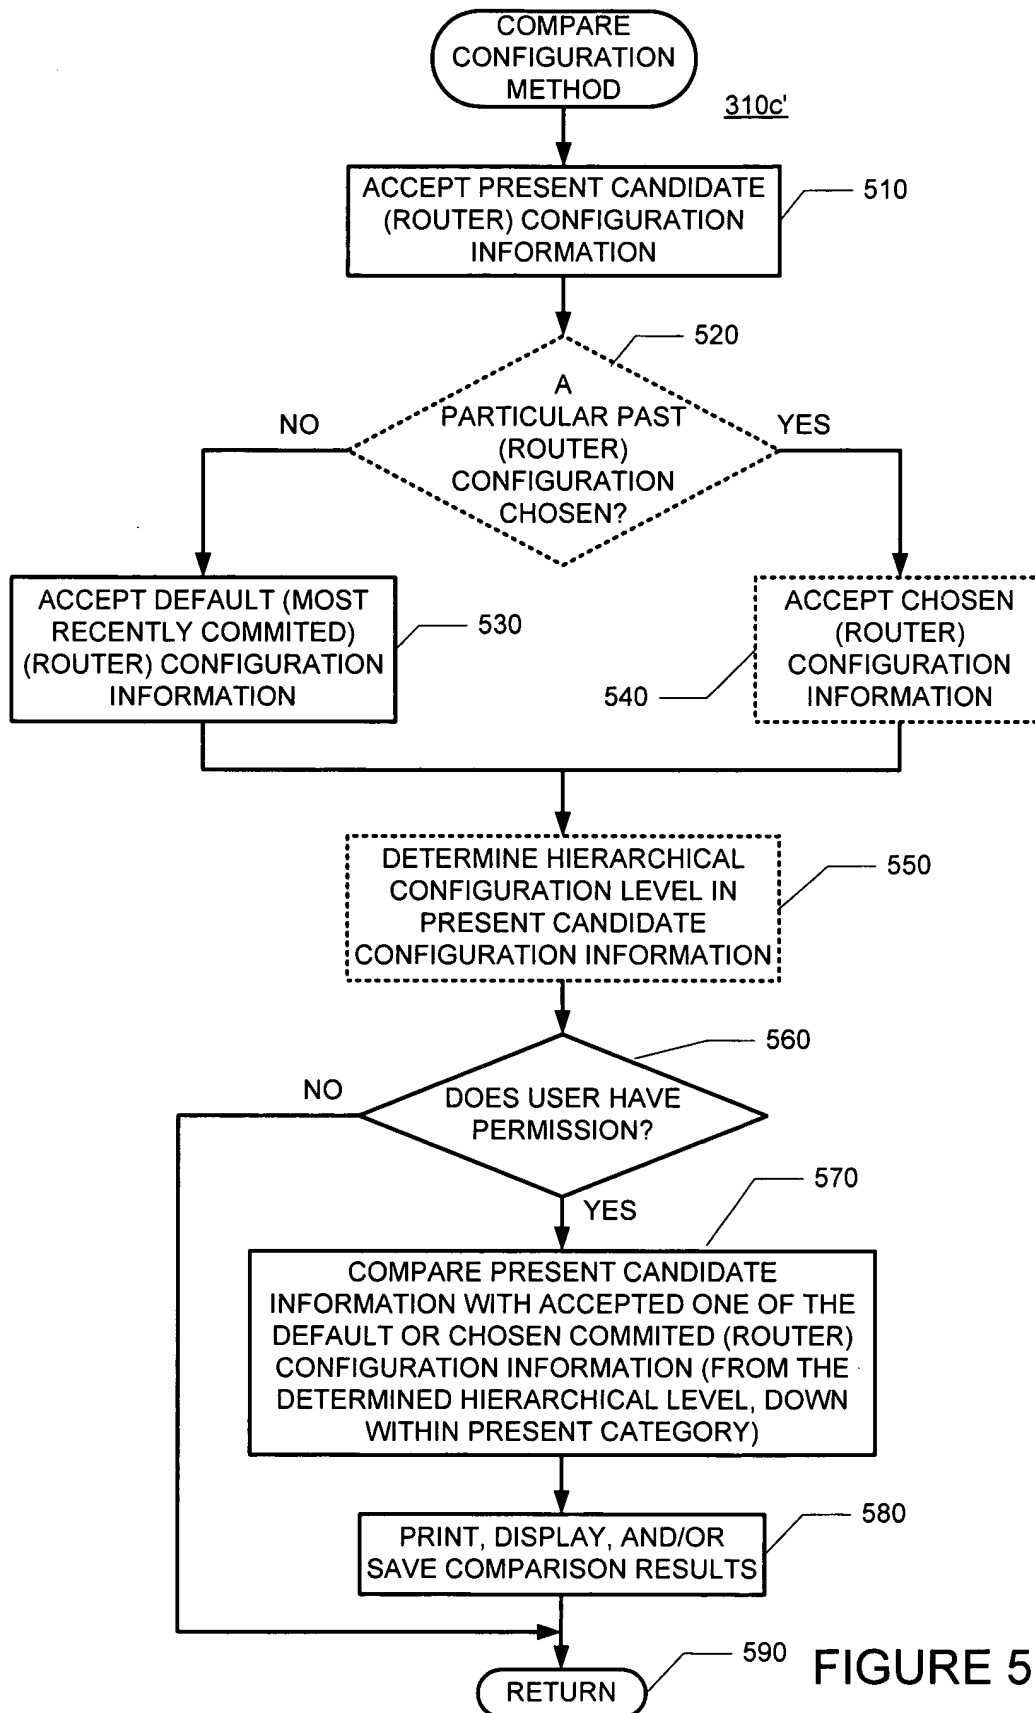 COMPARE
CONFIGURATION
METHOD
310c'
ACCEPT PRESENT CANDIDATE
(ROUTER) CONFIGURATION
INFORMATION
510
520
A
PARTICULAR PAST
(ROUTER)
CONFIGURATION
CHOSEN?
NO
YES
ACCEPT DEFAULT (MOST
RECENTLY COMMITED)
(ROUTER) CONFIGURATION
INFORMATION
530
ACCEPT CHOSEN
(ROUTER)
CONFIGURATION
INFORMATION
540
DETERMINE HIERARCHICAL
CONFIGURATION LEVEL IN
PRESENT CANDIDATE
CONFIGURATION INFORMATION
550
560
NO
DOES USER HAVE
PERMISSION?
YES
570
COMPARE PRESENT CANDIDATE
INFORMATION WITH ACCEPTED ONE OF THE
DEFAULT OR CHOSEN COMMITED (ROUTER)
CONFIGURATION INFORMATION (FROM THE
DETERMINED HIERARCHICAL LEVEL, DOWN
WITHIN PRESENT CATEGORY)
PRINT, DISPLAY, AND/OR
SAVE COMPARISON RESULTS
580
RETURN
590
FIGURE 5